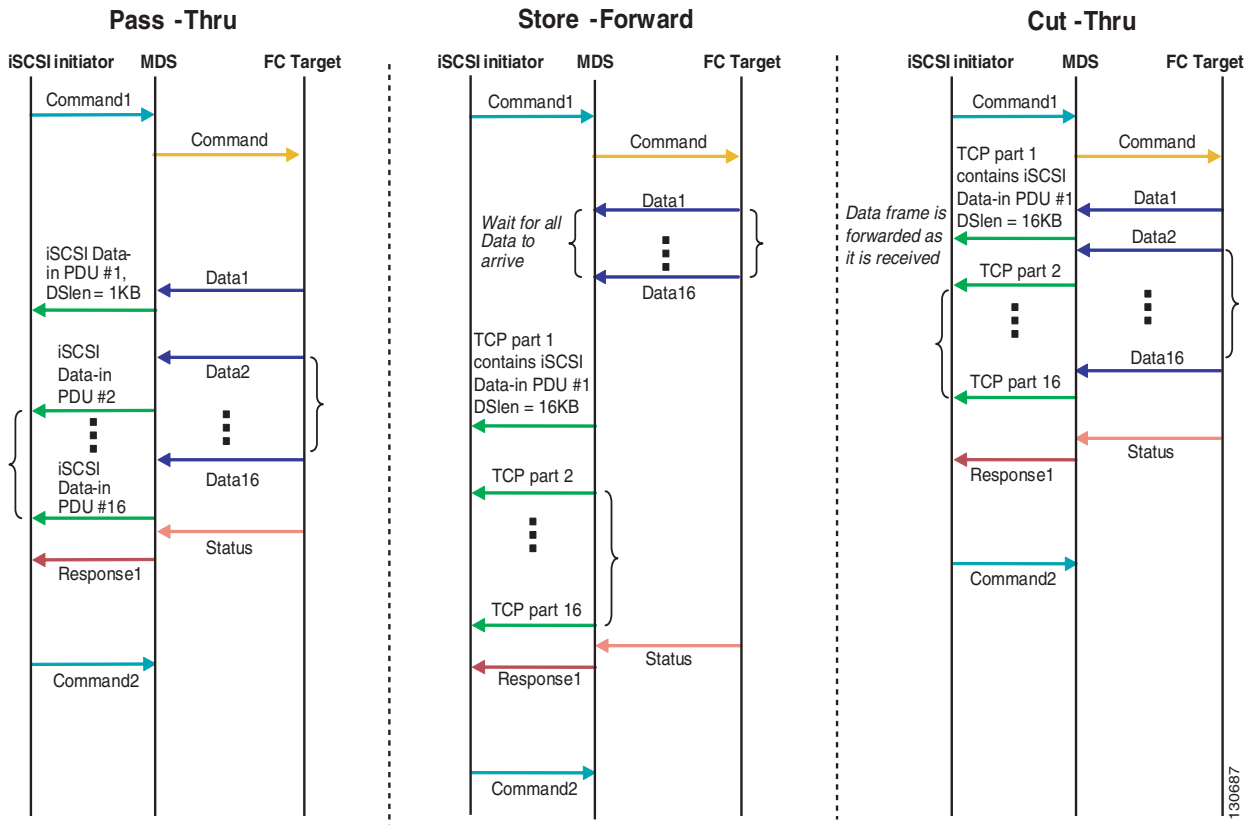 Pass -Thru
iSCSI initiator MDS FC Target
Command1
Command
iSCSI Data-
in PDU #1,
DSlen = 1KB
Data1
iSCSI
Data-in
PDU #2
Data2
iSCSI
Data-in
PDU #16
Data16
Status
Response1
Command2
Store -Forward
iSCSI initiator MDS FC Target
Command1
Command
Data1
Wait for all
Data to
arrive
Data16
TCP part 1
contains iSCSI
Data-in PDU #1
DSlen = 16KB
TCP part 2
TCP part 16
Status
Response1
Command2
Cut -Thru
iSCSI initiator MDS FC Target
Command1
Command
TCP part 1
contains iSCSI
Data-in PDU #1
DSlen = 16KB
Data1
Data frame is
forwarded as
it is received
Data2
TCP part 2
Data16
TCP part 16
Status
Response1
Command2
130687